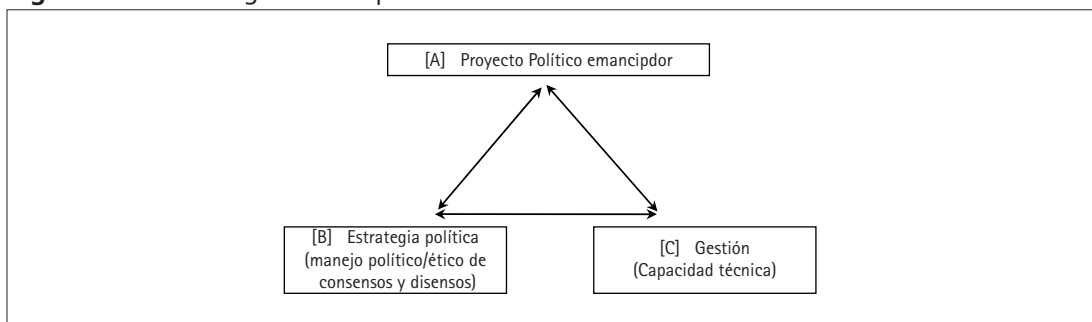 [A] Proyecto Político emancipdor
[B] Estrategia política
(manejo político/ético de
consensos y disensos)
[C] Gestión
(Capacidad técnica)